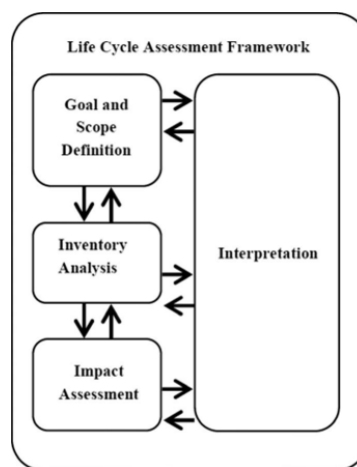 Life Cycle Assessment Framework
Goal and
Scope
Definition
Inventory
Analysis
Interpretation
Impact
Assessment